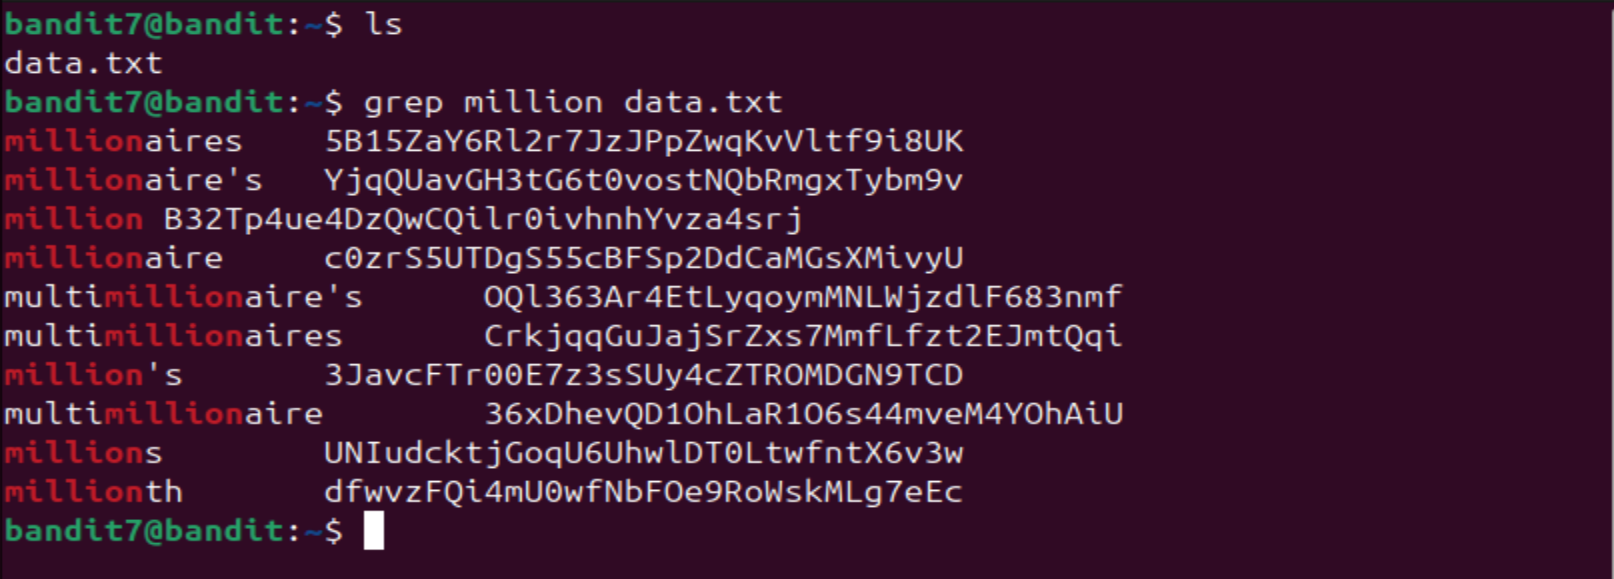 bandit7@bandit:~$ ls
data.txt
bandit7@bandit:~$ grep million data.txt
millionaires    5B15ZaY6Rl2r7JzJPpZwqKvVltf9i8UK
millionaire's   YjqQUavGH3tG6t0vostNQbRmgxTybm9v
million B32Tp4ue4DzQwCQilr0ivhnhYvza4srj
millionaire     c0zrS5UTDgS55cBFSp2DdCaMGsXMivyU
multimillionaire's      OQl363Ar4EtLyqoymMNLWjzdlF683nmf
multimillionaires       CrkjqqGuJajSrZxs7MmfLfzt2EJmtQqi
million's       3JavcFTr00E7z3sSUy4cZTROMDGN9TCD
multimillionaire        36xDhevQD1OhLaR1O6s44mveM4YOhAiU
millions        UNIudcktjGoqU6UhwlDT0LtwfntX6v3w
millionth       dfwvzFQi4mU0wfNbFOe9RoWskMLg7eEc
bandit7@bandit:~$